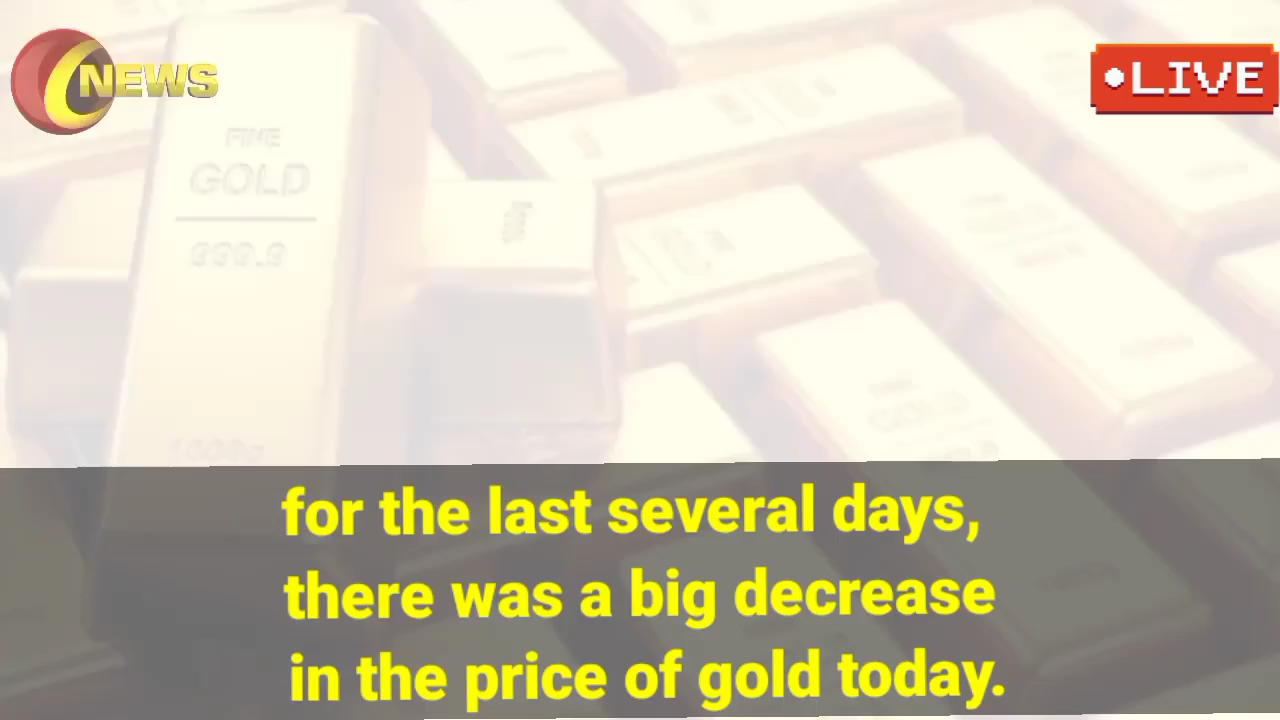 NEWS
LIVE
FINE
GOLD
999.9
1000g
for the last several days,
there was a big decrease
in the price of gold today.